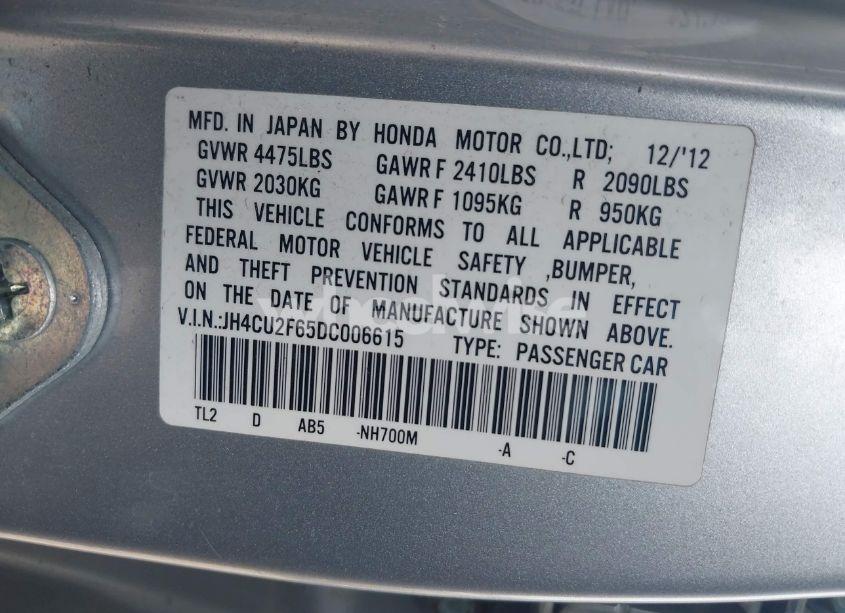 MFD. IN JAPAN BY HONDA MOTOR CO.,LTD; 12/'12
GVWR 4475LBS GAWR F 2410LBS R 2090LBS
GVWR 2030KG GAWR F 1095KG R 950KG
THIS VEHICLE CONFORMS TO ALL APPLICABLE
FEDERAL MOTOR VEHICLE SAFETY ,BUMPER,
AND THEFT PREVENTION STANDARDS IN EFFECT
ON THE DATE OF MANUFACTURE SHOWN ABOVE.
V.I.N.:JH4CU2F65DC006615 TYPE: PASSENGER CAR
TL2 D AB5 -NH700M -A -C
wheelwise